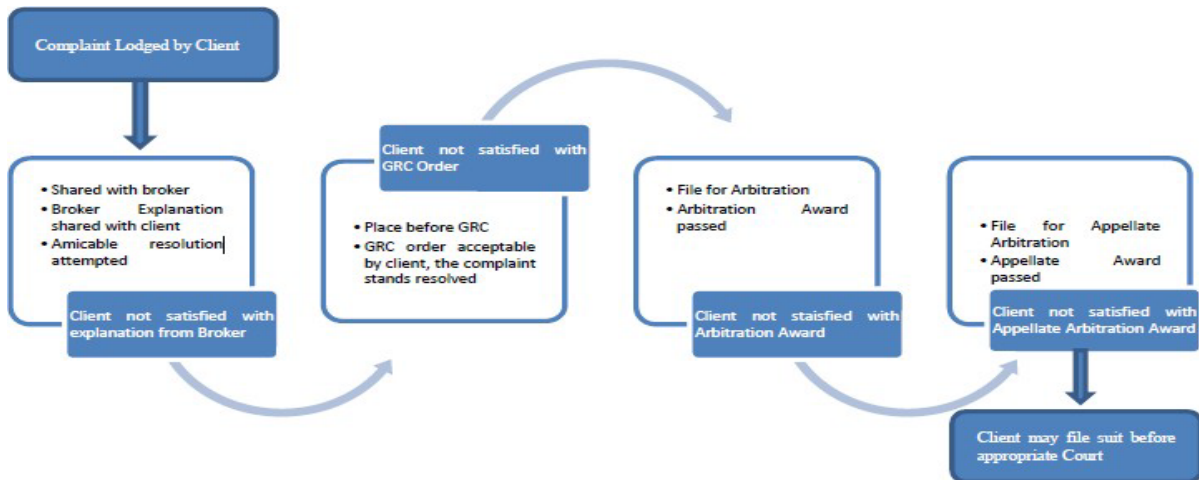 Complaint Lodged by Client
• Shared with broker
• Broker Explanation
shared with client
• Amicable resolution
attempted
Client not satisfied with
explanation from Broker
Client not satisfied with
GRC Order
• Place before GRC
• GRC order acceptable
by client, the complaint
stands resolved
• File for Arbitration
• Arbitration Award
passed
Client not staisfied with
Arbitration Award
• File for Appellate
Arbitration
• Appellate Award
passed
Client not satisfied with
Appellate Arbitration Award
Client may file suit before
appropriate Court